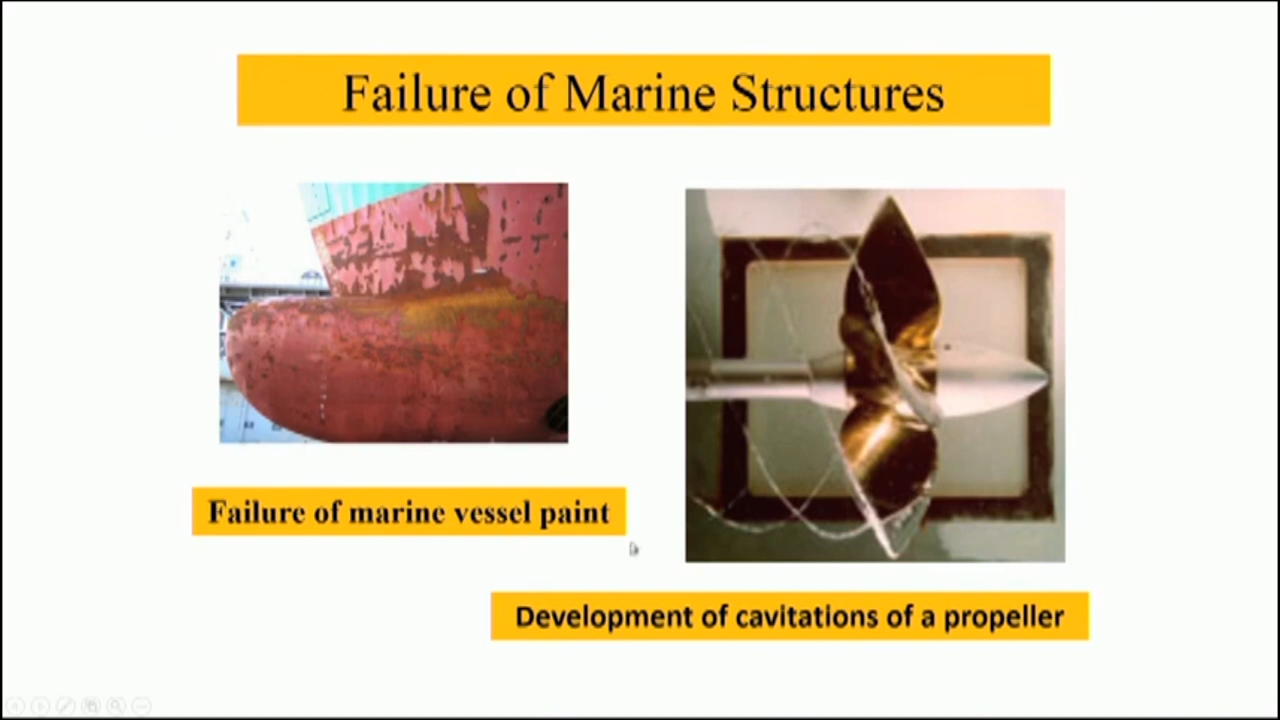 Failure of Marine Structures
Failure of marine vessel paint
Development of cavitations of a propeller